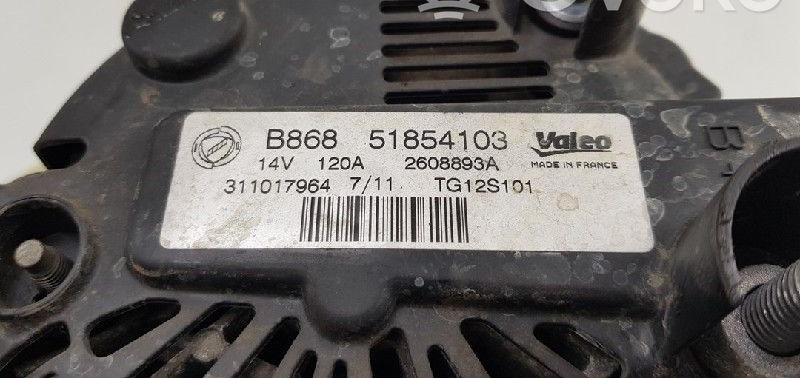 B868 51854103 Valeo
14V 120A 2608893A MADE IN FRANCE
311017964 7/11 TG12S101
B+